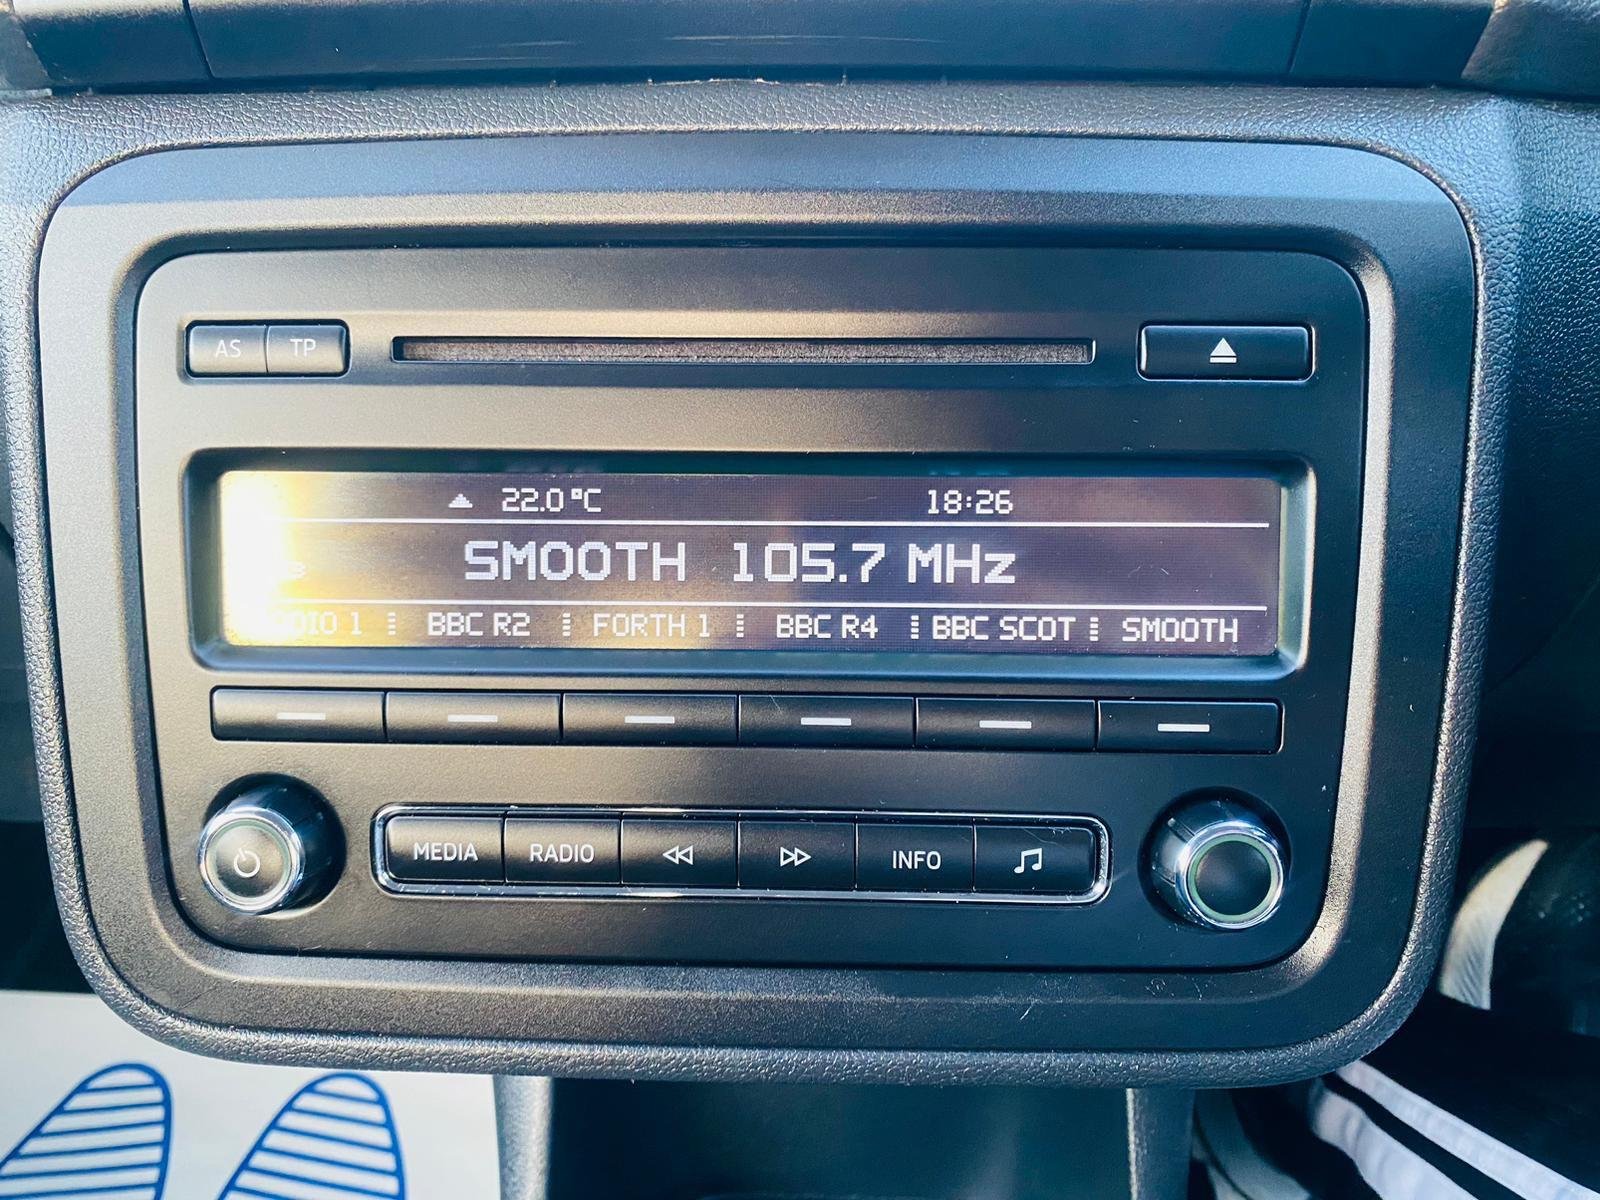 AS TP
22.0 °C 18:26
SMOOTH 105.7 MHz
1 BBC R2 FORTH 1 BBC R4 BBC SCOT SMOOTH
MEDIA RADIO INFO